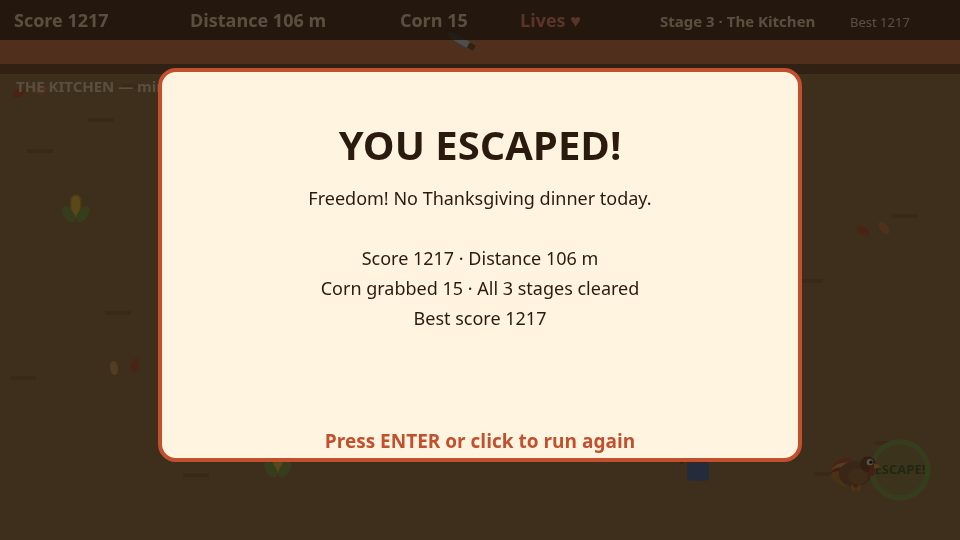 Score 1217 Distance 106 m Corn 15 Lives ♥ Stage 3 · The Kitchen Best 1217
THE KITCHEN —
YOU ESCAPED!
Freedom! No Thanksgiving dinner today.
Score 1217 · Distance 106 m
Corn grabbed 15 · All 3 stages cleared
Best score 1217
Press ENTER or click to run again
ESCAPE!